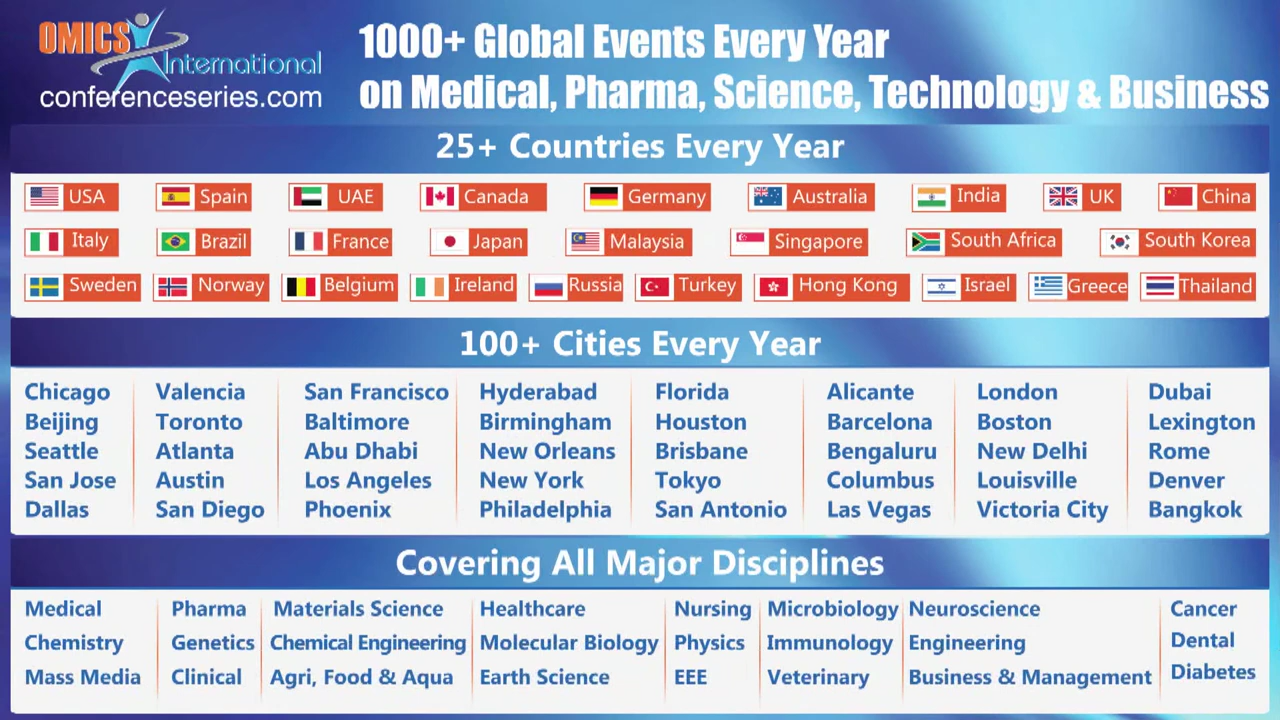 OMICS International
conferenceseries.com
1000+ Global Events Every Year
on Medical, Pharma, Science, Technology & Business
25+ Countries Every Year
USA Spain UAE Canada Germany Australia India UK China
Italy Brazil France Japan Malaysia Singapore South Africa South Korea
Sweden Norway Belgium Ireland Russia Turkey Hong Kong Israel Greece Thailand
100+ Cities Every Year
Chicago Valencia San Francisco Hyderabad Florida Alicante London Dubai
Beijing Toronto Baltimore Birmingham Houston Barcelona Boston Lexington
Seattle Atlanta Abu Dhabi New Orleans Brisbane Bengaluru New Delhi Rome
San Jose Austin Los Angeles New York Tokyo Columbus Louisville Denver
Dallas San Diego Phoenix Philadelphia San Antonio Las Vegas Victoria City Bangkok
Covering All Major Disciplines
Medical Pharma Materials Science Healthcare Nursing Microbiology Neuroscience Cancer
Chemistry Genetics Chemical Engineering Molecular Biology Physics Immunology Engineering Dental
Mass Media Clinical Agri, Food & Aqua Earth Science EEE Veterinary Business & Management Diabetes